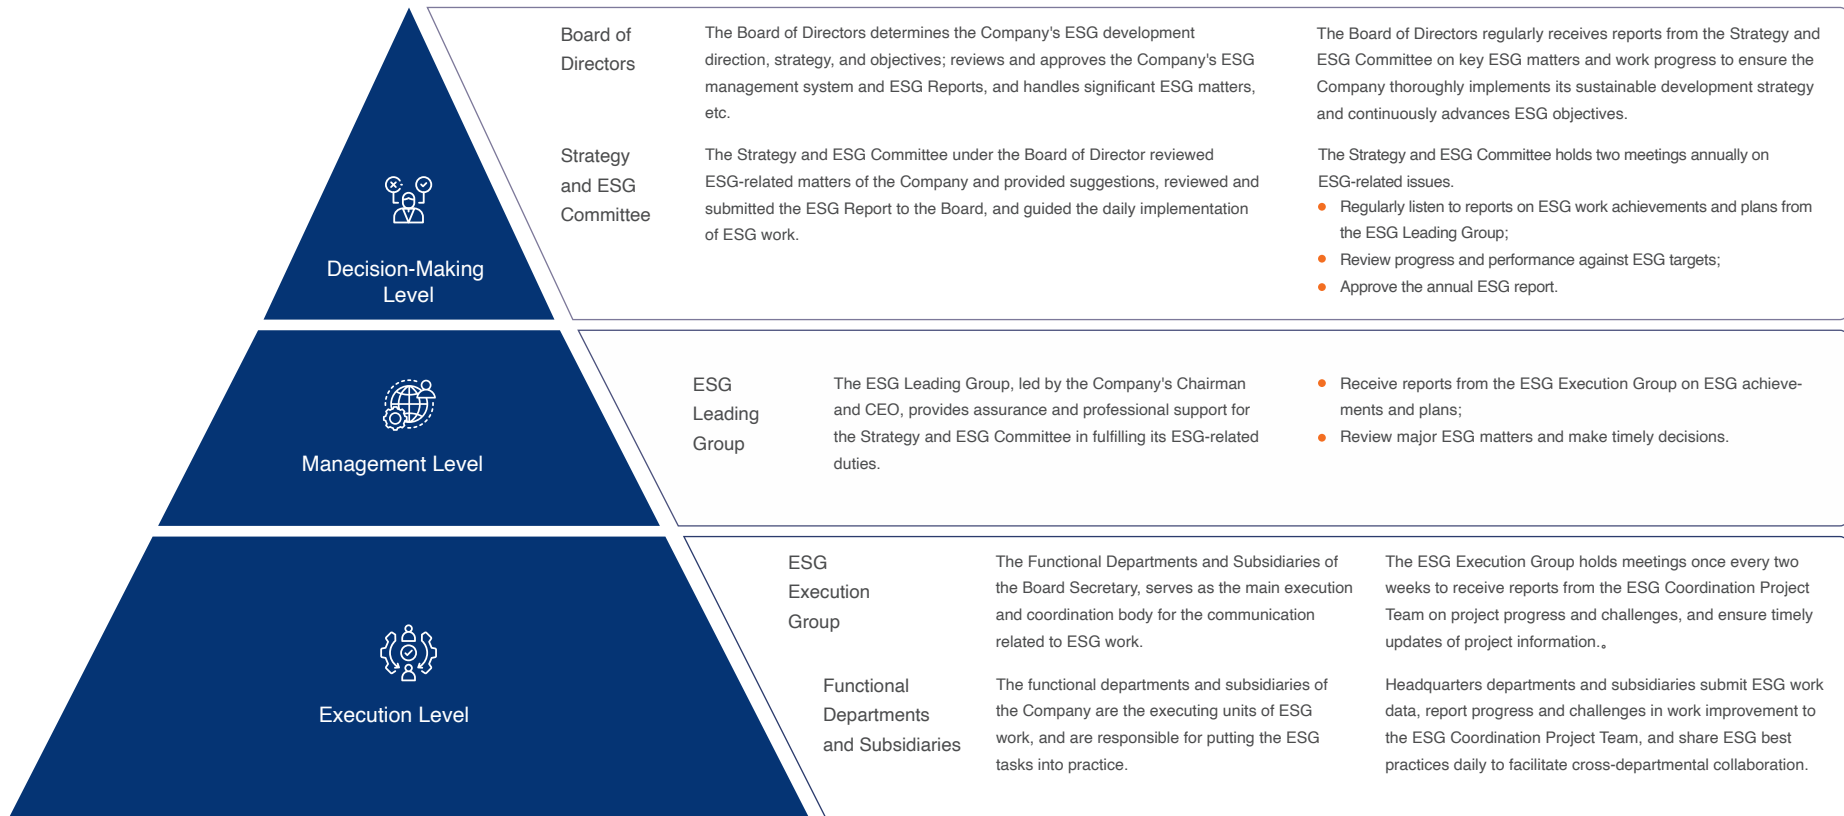 Decision-Making
Level
Board of
Directors
The Board of Directors determines the Company's ESG development
direction, strategy, and objectives; reviews and approves the Company's ESG
management system and ESG Reports, and handles significant ESG matters,
etc.
The Board of Directors regularly receives reports from the Strategy and
ESG Committee on key ESG matters and work progress to ensure the
Company thoroughly implements its sustainable development strategy
and continuously advances ESG objectives.
Strategy
and ESG
Committee
The Strategy and ESG Committee under the Board of Director reviewed
ESG-related matters of the Company and provided suggestions, reviewed and
submitted the ESG Report to the Board, and guided the daily implementation
of ESG work.
The Strategy and ESG Committee holds two meetings annually on
ESG-related issues.
• Regularly listen to reports on ESG work achievements and plans from
the ESG Leading Group;
• Review progress and performance against ESG targets;
• Approve the annual ESG report.
Management Level
ESG
Leading
Group
The ESG Leading Group, led by the Company's Chairman
and CEO, provides assurance and professional support for
the Strategy and ESG Committee in fulfilling its ESG-related
duties.
• Receive reports from the ESG Execution Group on ESG achieve-
ments and plans;
• Review major ESG matters and make timely decisions.
Execution Level
ESG
Execution
Group
The Functional Departments and Subsidiaries of
the Board Secretary, serves as the main execution
and coordination body for the communication
related to ESG work.
The ESG Execution Group holds meetings once every two
weeks to receive reports from the ESG Coordination Project
Team on project progress and challenges, and ensure timely
updates of project information.。
Functional
Departments
and Subsidiaries
The functional departments and subsidiaries of
the Company are the executing units of ESG
work, and are responsible for putting the ESG
tasks into practice.
Headquarters departments and subsidiaries submit ESG work
data, report progress and challenges in work improvement to
the ESG Coordination Project Team, and share ESG best
practices daily to facilitate cross-departmental collaboration.